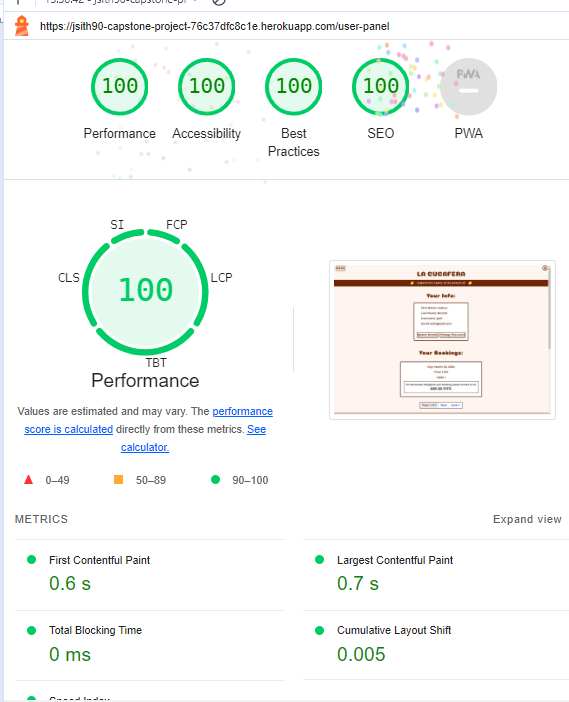 https://jsith90-capstone-project-76c37dfc8c1e.herokuapp.com/user-panel
100 100 100 100 PWA
Performance Accessibility Best Practices SEO PWA
SI FCP
CLS LCP
100
TBT
Performance
LA CUCAFERA
Your Info:
Your Bookings:
Values are estimated and may vary. The performance
score is calculated directly from these metrics. See
calculator.
0–49 50–89 90–100
METRICS Expand view
First Contentful Paint Largest Contentful Paint
0.6 s 0.7 s
Total Blocking Time Cumulative Layout Shift
0 ms 0.005